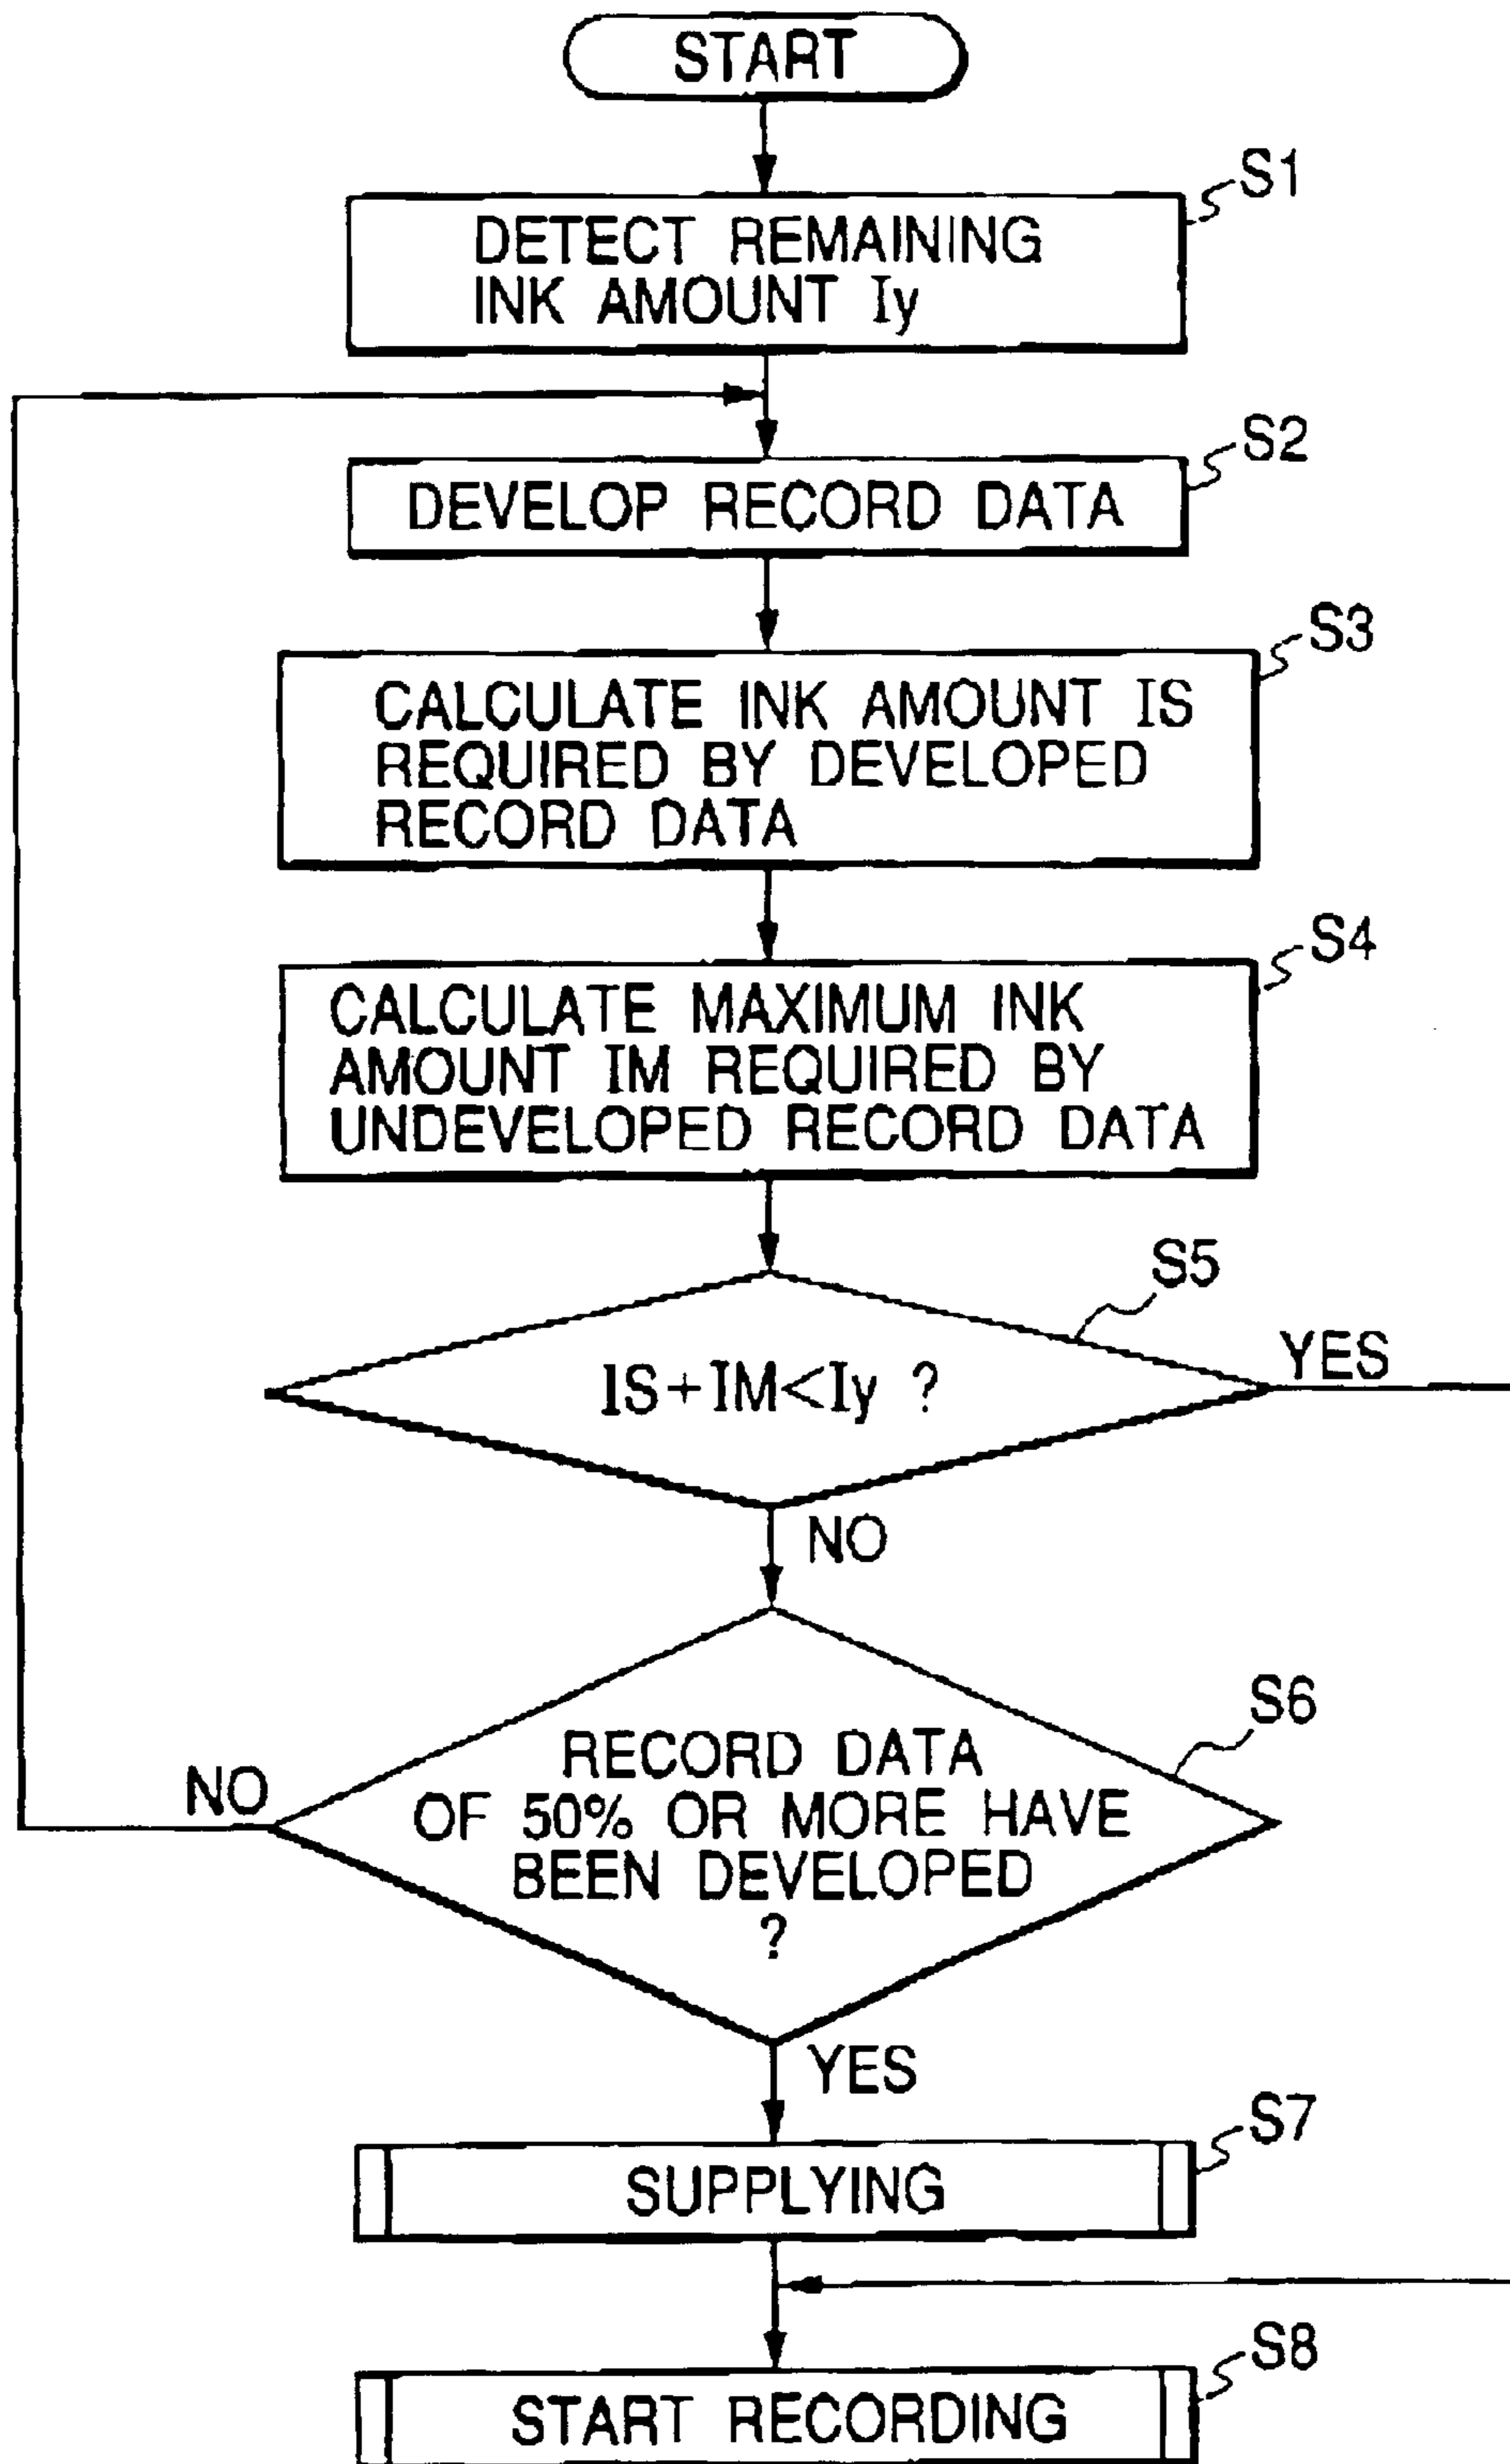 START
S1
DETECT REMAINING
INK AMOUNT Iy
S2
DEVELOP RECORD DATA
S3
CALCULATE INK AMOUNT IS
REQUIRED BY DEVELOPED
RECORD DATA
S4
CALCULATE MAXIMUM INK
AMOUNT IM REQUIRED BY
UNDEVELOPED RECORD DATA
S5
IS+IM<Iy ?
YES
NO
S6
RECORD DATA
OF 50% OR MORE HAVE
BEEN DEVELOPED
?
NO
YES
S7
SUPPLYING
S8
START RECORDING